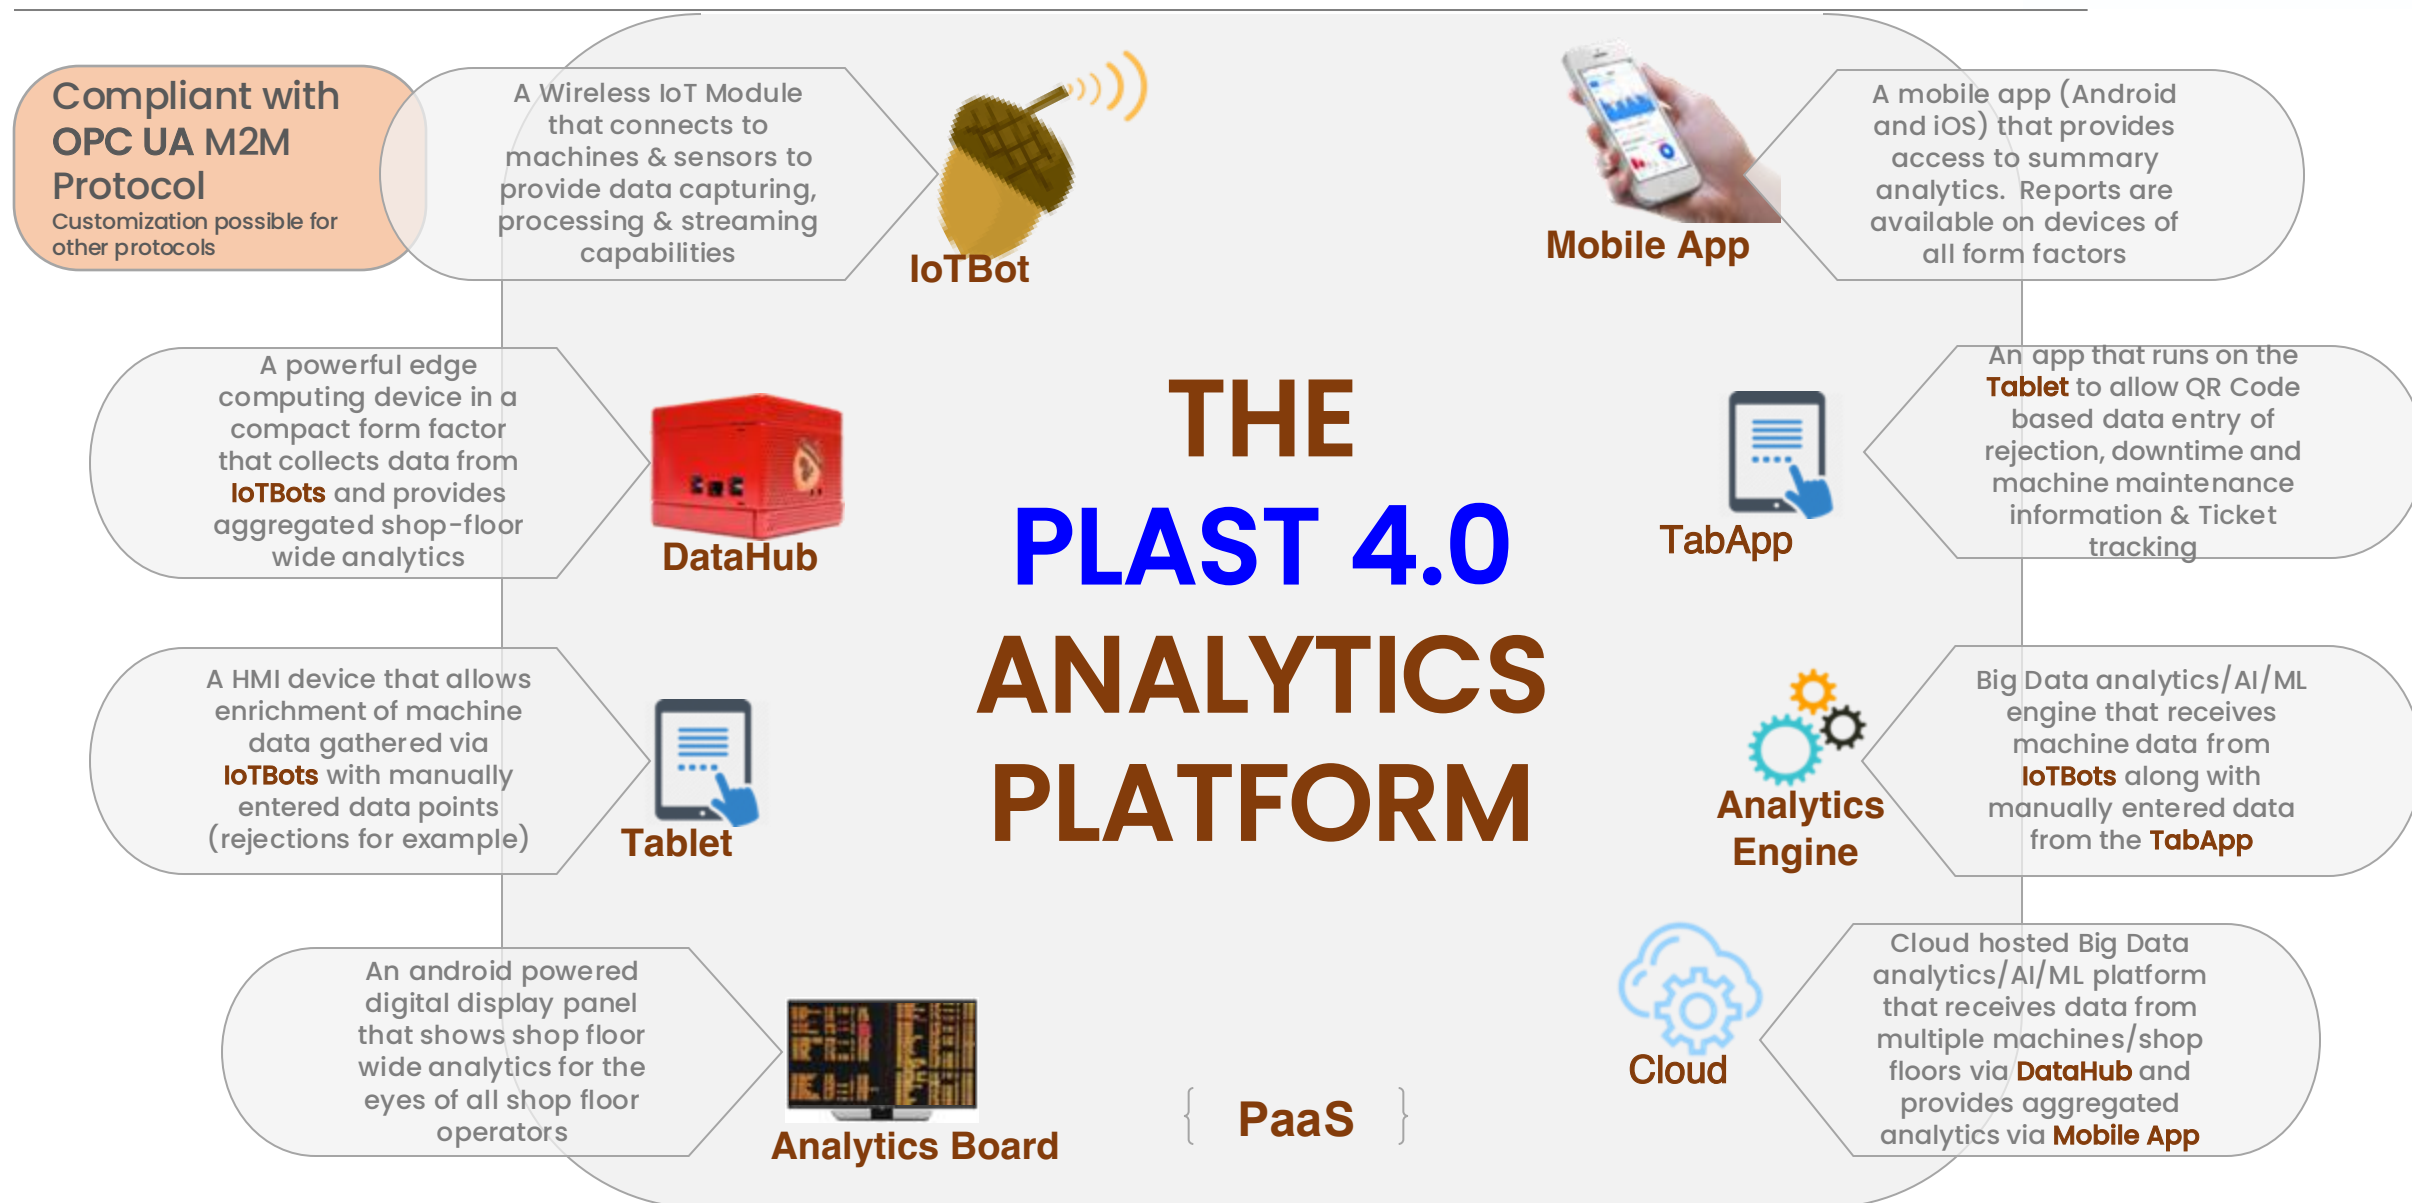 Compliant with
OPC UA M2M
Protocol
Customization possible for
other protocols
A Wireless IoT Module
that connects to
machines & sensors to
provide data capturing,
processing & streaming
capabilities
IoTBot
A mobile app (Android
and iOS) that provides
access to summary
analytics. Reports are
available on devices of
all form factors
Mobile App
A powerful edge
computing device in a
compact form factor
that collects data from
IoTBots and provides
aggregated shop-floor
wide analytics
DataHub
THE
PLAST 4.0
ANALYTICS
PLATFORM
An app that runs on the
Tablet to allow QR Code
based data entry of
rejection, downtime and
machine maintenance
information & Ticket
tracking
TabApp
A HMI device that allows
enrichment of machine
data gathered via
IoTBots with manually
entered data points
(rejections for example)
Tablet
Big Data analytics/AI/ML
engine that receives
machine data from
IoTBots along with
manually entered data
from the TabApp
Analytics
Engine
An android powered
digital display panel
that shows shop floor
wide analytics for the
eyes of all shop floor
operators
Analytics Board
{ PaaS }
Cloud hosted Big Data
analytics/AI/ML platform
that receives data from
multiple machines/shop
floors via DataHub and
provides aggregated
analytics via Mobile App
Cloud